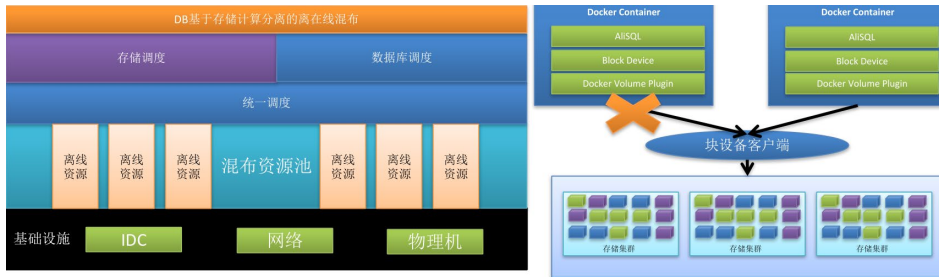 DB基于存储计算分离的离在线混布
存储调度
数据库调度
统一调度
离线
资源
离线
资源
离线
资源
混布资源池
离线
资源
离线
资源
离线
资源
基础设施
IDC
网络
物理机
Docker Container
AliSQL
Block Device
Docker Volume Plugin
Docker Container
AliSQL
Block Device
Docker Volume Plugin
块设备客户端
存储集群
存储集群
存储集群